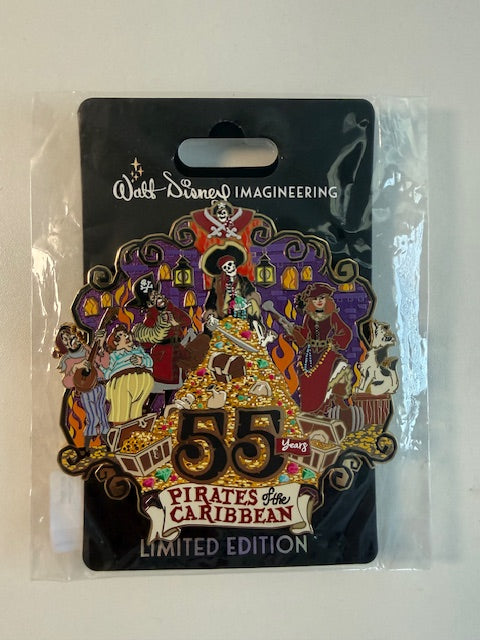 Walt Disney IMAGINEERING
55
Years
PIRATES of the
CARIBBEAN
LIMITED EDITION